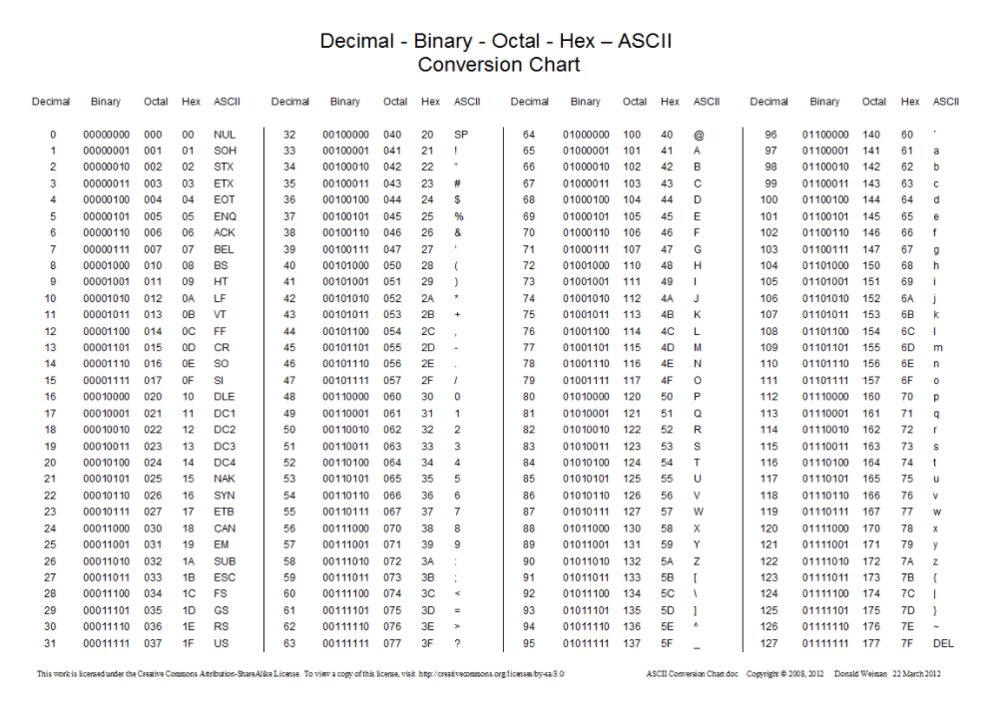 Decimal - Binary - Octal - Hex – ASCII
Conversion Chart
Decimal Binary Octal Hex ASCII Decimal Binary Octal Hex ASCII Decimal Binary Octal Hex ASCII Decimal Binary Octal Hex ASCII
0 00000000 000 00 NUL 32 00100000 040 20 SP 64 01000000 100 40 @ 96 01100000 140 60 `
1 00000001 001 01 SOH 33 00100001 041 21 ! 65 01000001 101 41 A 97 01100001 141 61 a
2 00000010 002 02 STX 34 00100010 042 22 “ 66 01000010 102 42 B 98 01100010 142 62 b
3 00000011 003 03 ETX 35 00100011 043 23 # 67 01000011 103 43 C 99 01100011 143 63 c
4 00000100 004 04 EOT 36 00100100 044 24 $ 68 01000100 104 44 D 100 01100100 144 64 d
5 00000101 005 05 ENQ 37 00100101 045 25 % 69 01000101 105 45 E 101 01100101 145 65 e
6 00000110 006 06 ACK 38 00100110 046 26 & 70 01000110 106 46 F 102 01100110 146 66 f
7 00000111 007 07 BEL 39 00100111 047 27 ‘ 71 01000111 107 47 G 103 01100111 147 67 g
8 00001000 010 08 BS 40 00101000 050 28 ( 72 01001000 110 48 H 104 01101000 150 68 h
9 00001001 011 09 HT 41 00101001 051 29 ) 73 01001001 111 49 I 105 01101001 151 69 i
10 00001010 012 0A LF 42 00101010 052 2A * 74 01001010 112 4A J 106 01101010 152 6A j
11 00001011 013 0B VT 43 00101011 053 2B + 75 01001011 113 4B K 107 01101011 153 6B k
12 00001100 014 0C FF 44 00101100 054 2C , 76 01001100 114 4C L 108 01101100 154 6C l
13 00001101 015 0D CR 45 00101101 055 2D - 77 01001101 115 4D M 109 01101101 155 6D m
14 00001110 016 0E SO 46 00101110 056 2E . 78 01001110 116 4E N 110 01101110 156 6E n
15 00001111 017 0F SI 47 00101111 057 2F / 79 01001111 117 4F O 111 01101111 157 6F o
16 00010000 020 10 DLE 48 00110000 060 30 0 80 01010000 120 50 P 112 01110000 160 70 p
17 00010001 021 11 DC1 49 00110001 061 31 1 81 01010001 121 51 Q 113 01110001 161 71 q
18 00010010 022 12 DC2 50 00110010 062 32 2 82 01010010 122 52 R 114 01110010 162 72 r
19 00010011 023 13 DC3 51 00110011 063 33 3 83 01010011 123 53 S 115 01110011 163 73 s
20 00010100 024 14 DC4 52 00110100 064 34 4 84 01010100 124 54 T 116 01110100 164 74 t
21 00010101 025 15 NAK 53 00110101 065 35 5 85 01010101 125 55 U 117 01110101 165 75 u
22 00010110 026 16 SYN 54 00110110 066 36 6 86 01010110 126 56 V 118 01110110 166 76 v
23 00010111 027 17 ETB 55 00110111 067 37 7 87 01010111 127 57 W 119 01110111 167 77 w
24 00011000 030 18 CAN 56 00111000 070 38 8 88 01011000 130 58 X 120 01111000 170 78 x
25 00011001 031 19 EM 57 00111001 071 39 9 89 01011001 131 59 Y 121 01111001 171 79 y
26 00011010 032 1A SUB 58 00111010 072 3A : 90 01011010 132 5A Z 122 01111010 172 7A z
27 00011011 033 1B ESC 59 00111011 073 3B ; 91 01011011 133 5B [ 123 01111011 173 7B {
28 00011100 034 1C FS 60 00111100 074 3C < 92 01011100 134 5C \ 124 01111100 174 7C |
29 00011101 035 1D GS 61 00111101 075 3D = 93 01011101 135 5D ] 125 01111101 175 7D }
30 00011110 036 1E RS 62 00111110 076 3E > 94 01011110 136 5E ^ 126 01111110 176 7E ~
31 00011111 037 1F US 63 00111111 077 3F ? 95 01011111 137 5F _ 127 01111111 177 7F DEL
This work is licensed under the Creative Commons Attribution-ShareAlike License. To view a copy of this license, visit http://creativecommons.org/licenses/by-sa/3.0/ ASCII Conversion Chart.doc Copyright © 2008, 2012 Donald Weiman 22 March 2012